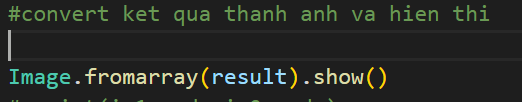 #convert ket qua thanh anh va hien thi
Image.fromarray(result).show()